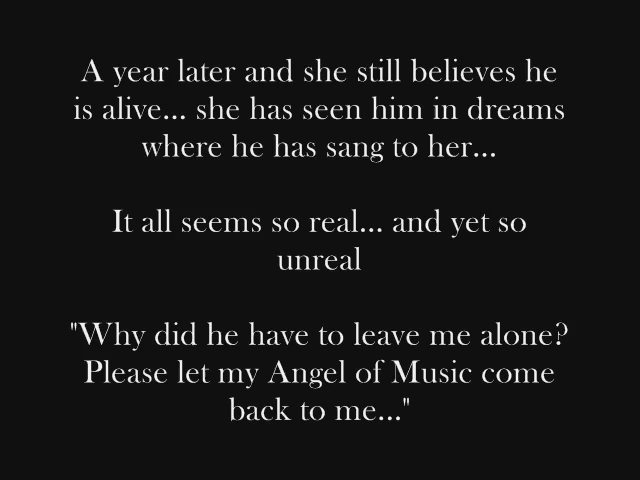 A year later and she still believes he
is alive... she has seen him in dreams
where he has sang to her...
It all seems so real... and yet so
unreal
"Why did he have to leave me alone?
Please let my Angel of Music come
back to me..."